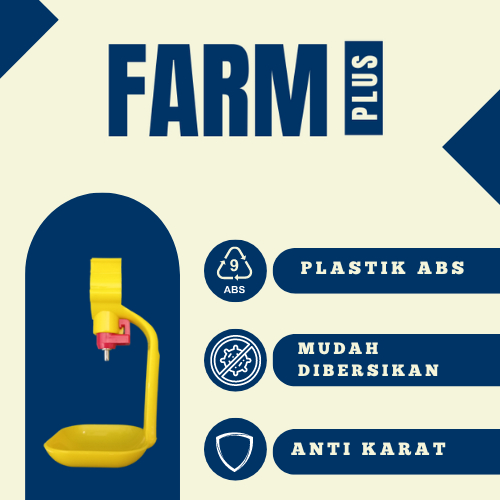 FARM
PLUS
9
ABS
PLASTIK ABS
MUDAH
DIBERSIKAN
ANTI KARAT